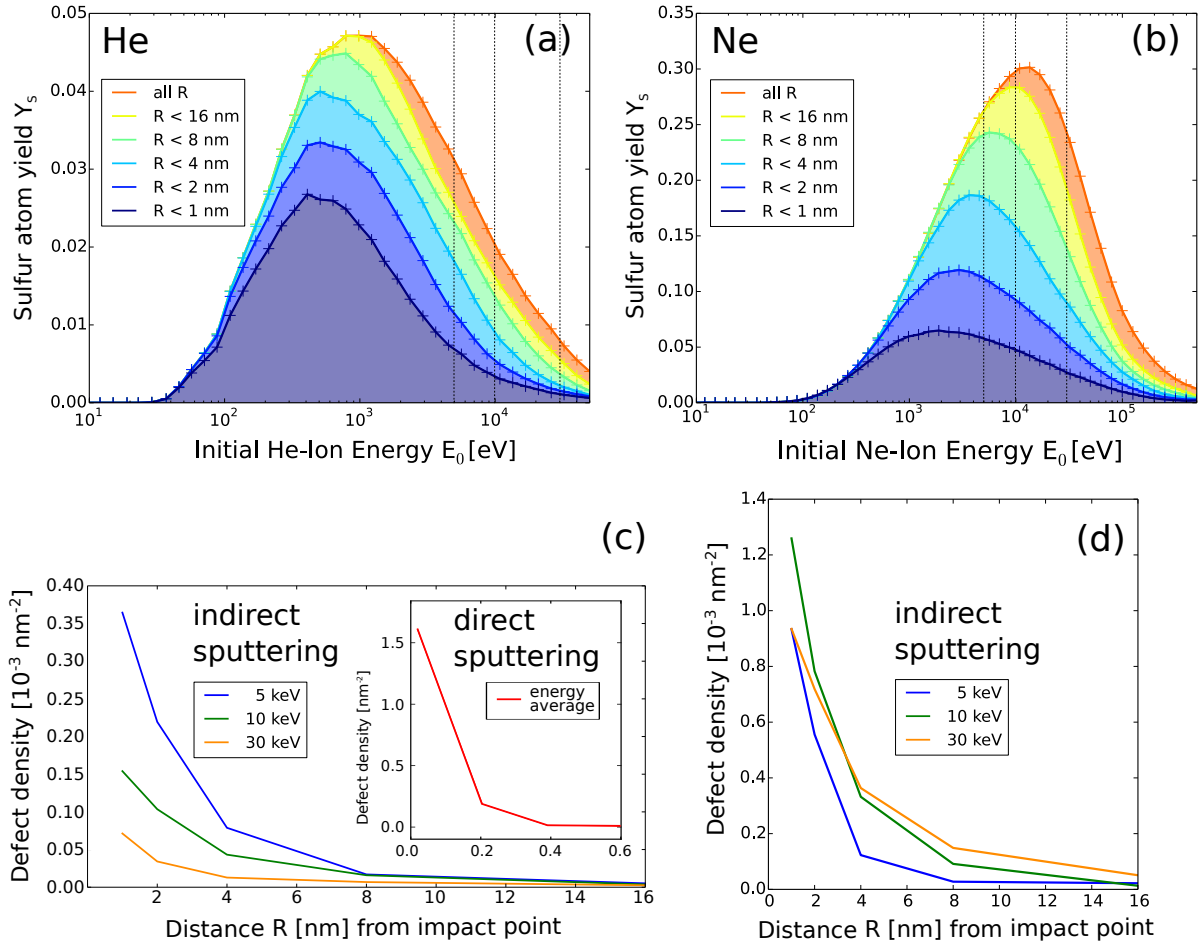 He
(a)
Sulfur atom yield Y_s
0.05
0.04
0.03
0.02
0.01
0.00
all R
R < 16 nm
R < 8 nm
R < 4 nm
R < 2 nm
R < 1 nm
10^1
10^2
10^3
10^4
Initial He-Ion Energy E_0 [eV]
Ne
(b)
Sulfur atom yield Y_s
0.35
0.30
0.25
0.20
0.15
0.10
0.05
0.00
all R
R < 16 nm
R < 8 nm
R < 4 nm
R < 2 nm
R < 1 nm
10^1
10^2
10^3
10^4
10^5
Initial Ne-Ion Energy E_0 [eV]
(c)
Defect density [10^-3 nm^-2]
0.40
0.35
0.30
0.25
0.20
0.15
0.10
0.05
0.00
indirect
sputtering
5 keV
10 keV
30 keV
direct
sputtering
energy
average
Defect density [nm^-2]
1.5
1.0
0.5
0.0
0.0 0.2 0.4 0.6
2 4 6 8 10 12 14 16
Distance R [nm] from impact point
(d)
Defect density [10^-3 nm^-2]
1.4
1.2
1.0
0.8
0.6
0.4
0.2
0.0
indirect
sputtering
5 keV
10 keV
30 keV
0 2 4 6 8 10 12 14 16
Distance R [nm] from impact point